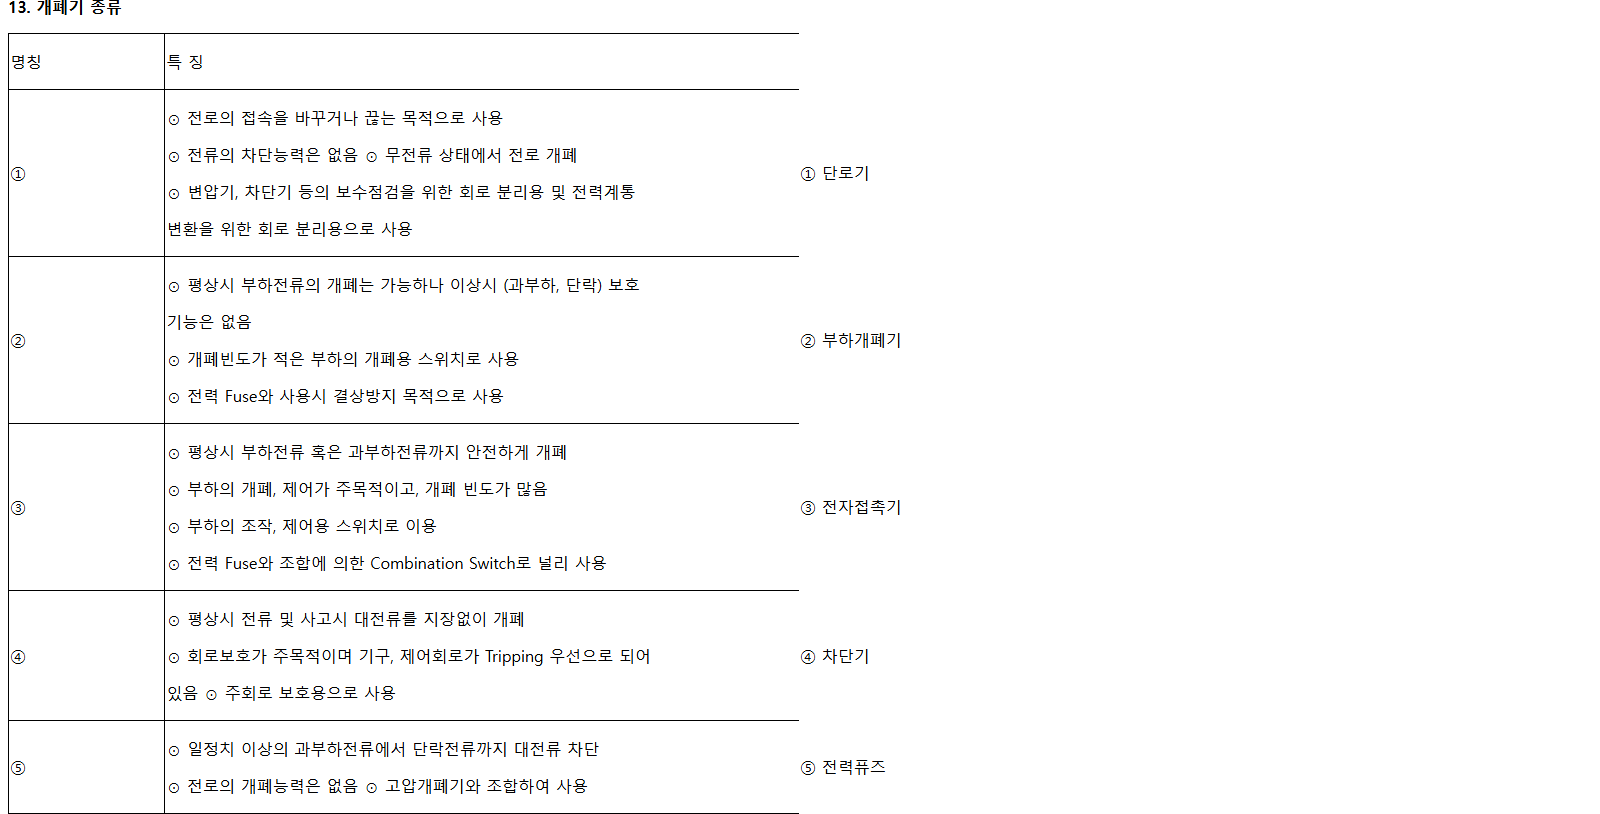 13. 개폐기 종류
명칭
특 징
①
⊙ 전로의 접속을 바꾸거나 끊는 목적으로 사용
⊙ 전류의 차단능력은 없음 ⊙ 무전류 상태에서 전로 개폐
⊙ 변압기, 차단기 등의 보수점검을 위한 회로 분리용 및 전력계통
변환을 위한 회로 분리용으로 사용
① 단로기
②
⊙ 평상시 부하전류의 개폐는 가능하나 이상시 (과부하, 단락) 보호
기능은 없음
⊙ 개폐빈도가 적은 부하의 개폐용 스위치로 사용
⊙ 전력 Fuse와 사용시 결상방지 목적으로 사용
② 부하개폐기
③
⊙ 평상시 부하전류 혹은 과부하전류까지 안전하게 개폐
⊙ 부하의 개폐, 제어가 주목적이고, 개폐 빈도가 많음
⊙ 부하의 조작, 제어용 스위치로 이용
⊙ 전력 Fuse와 조합에 의한 Combination Switch로 널리 사용
③ 전자접촉기
④
⊙ 평상시 전류 및 사고시 대전류를 지장없이 개폐
⊙ 회로보호가 주목적이며 기구, 제어회로가 Tripping 우선으로 되어
있음 ⊙ 주회로 보호용으로 사용
④ 차단기
⑤
⊙ 일정치 이상의 과부하전류에서 단락전류까지 대전류 차단
⊙ 전로의 개폐능력은 없음 ⊙ 고압개폐기와 조합하여 사용
⑤ 전력퓨즈